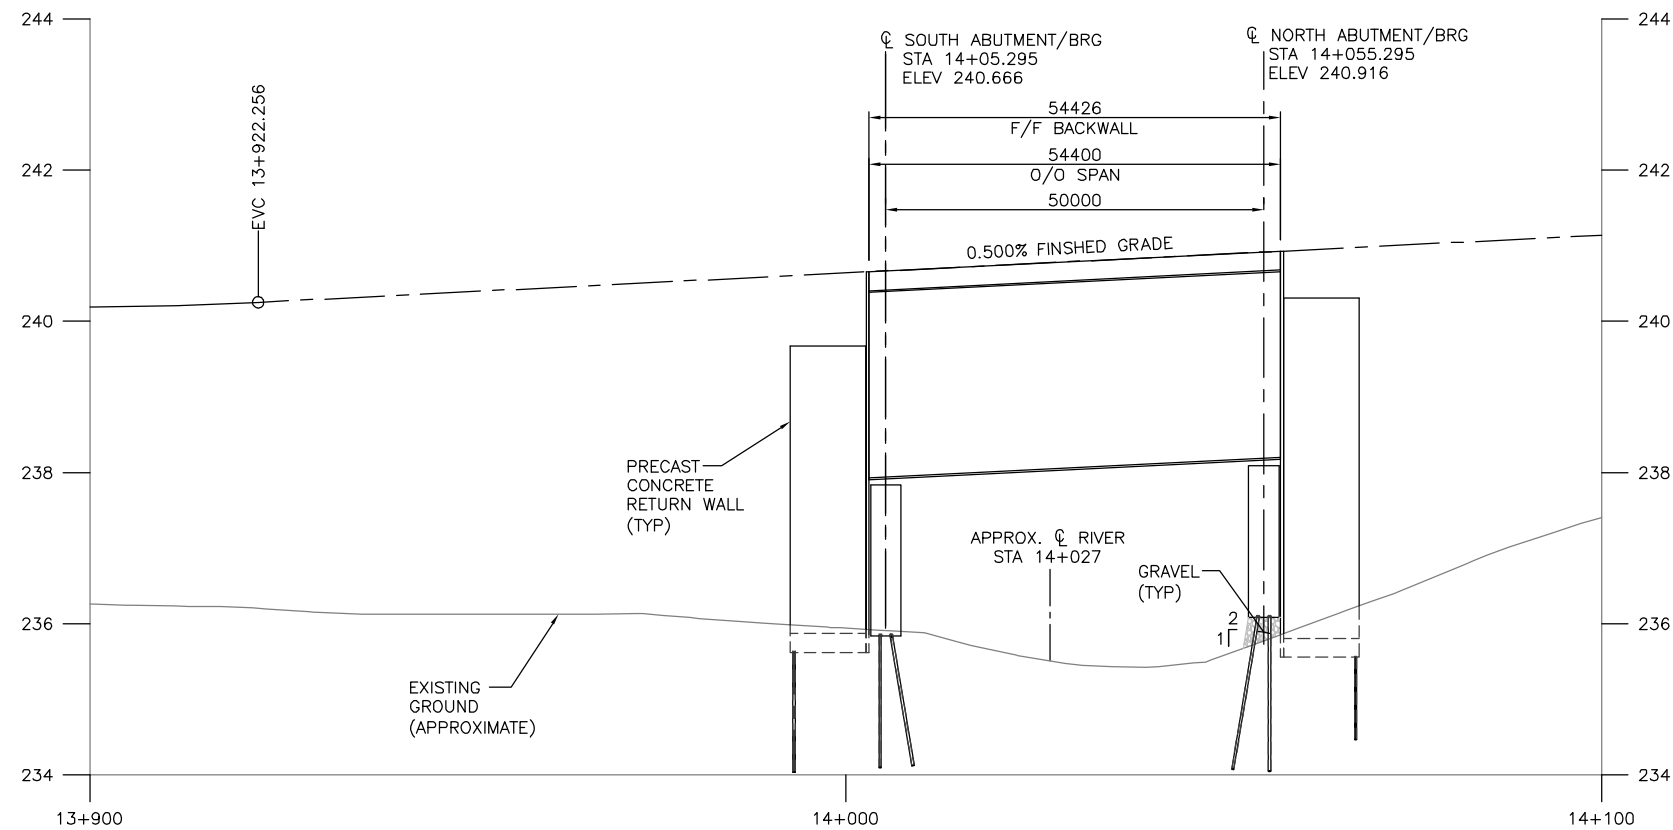 244
244
℄ SOUTH ABUTMENT/BRG
STA 14+05.295
ELEV 240.666
℄ NORTH ABUTMENT/BRG
STA 14+055.295
ELEV 240.916
EVC 13+922.256
54426
F/F BACKWALL
54400
O/O SPAN
50000
242
242
0.500% FINSHED GRADE
240
240
PRECAST
CONCRETE
RETURN WALL
(TYP)
238
238
APPROX. ℄ RIVER
STA 14+027
GRAVEL
(TYP)
2
1
236
236
EXISTING
GROUND
(APPROXIMATE)
234
234
13+900
14+000
14+100